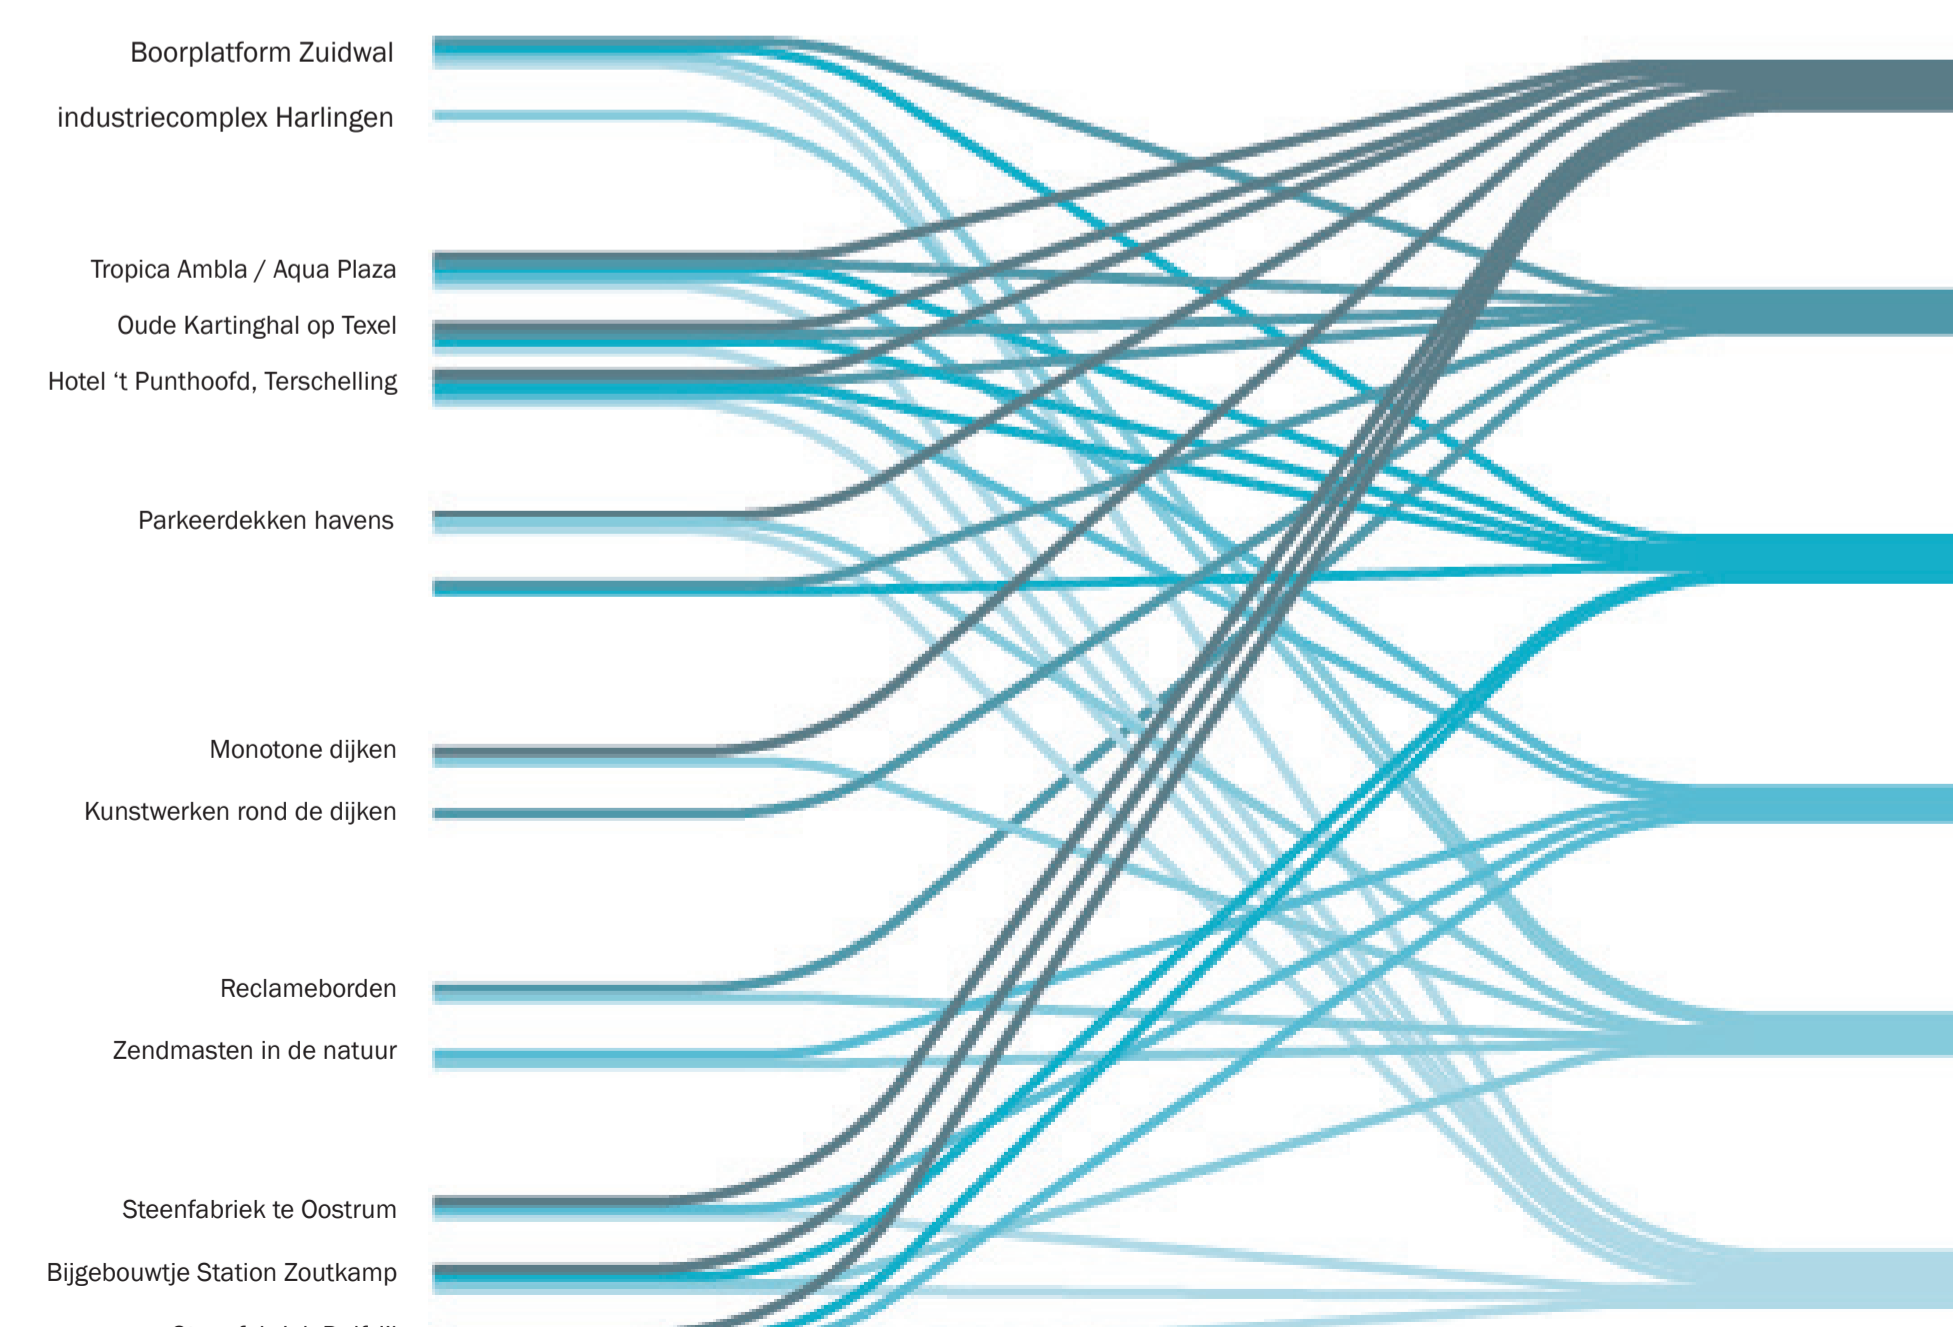 Boorplatform Zuidwal
industriecomplex Harlingen
Tropica Ambla / Aqua Plaza
Oude Kartinghal op Texel
Hotel ‘t Punthoofd, Terschelling
Parkeerdekken havens
Monotone dijken
Kunstwerken rond de dijken
Reclameborden
Zendmasten in de natuur
Steenfabriek te Oostrum
Bijgebouwtje Station Zoutkamp